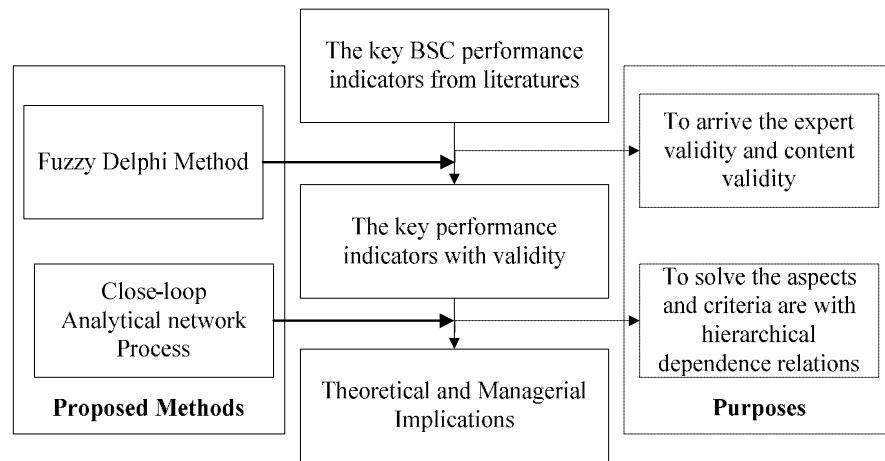 The key BSC performance
indicators from literatures
Fuzzy Delphi Method
To arrive the expert
validity and content
validity
The key performance
indicators with validity
Close-loop
Analytical network
Process
To solve the aspects
and criteria are with
hierarchical
dependence relations
Theoretical and Managerial
Implications
Proposed Methods
Purposes